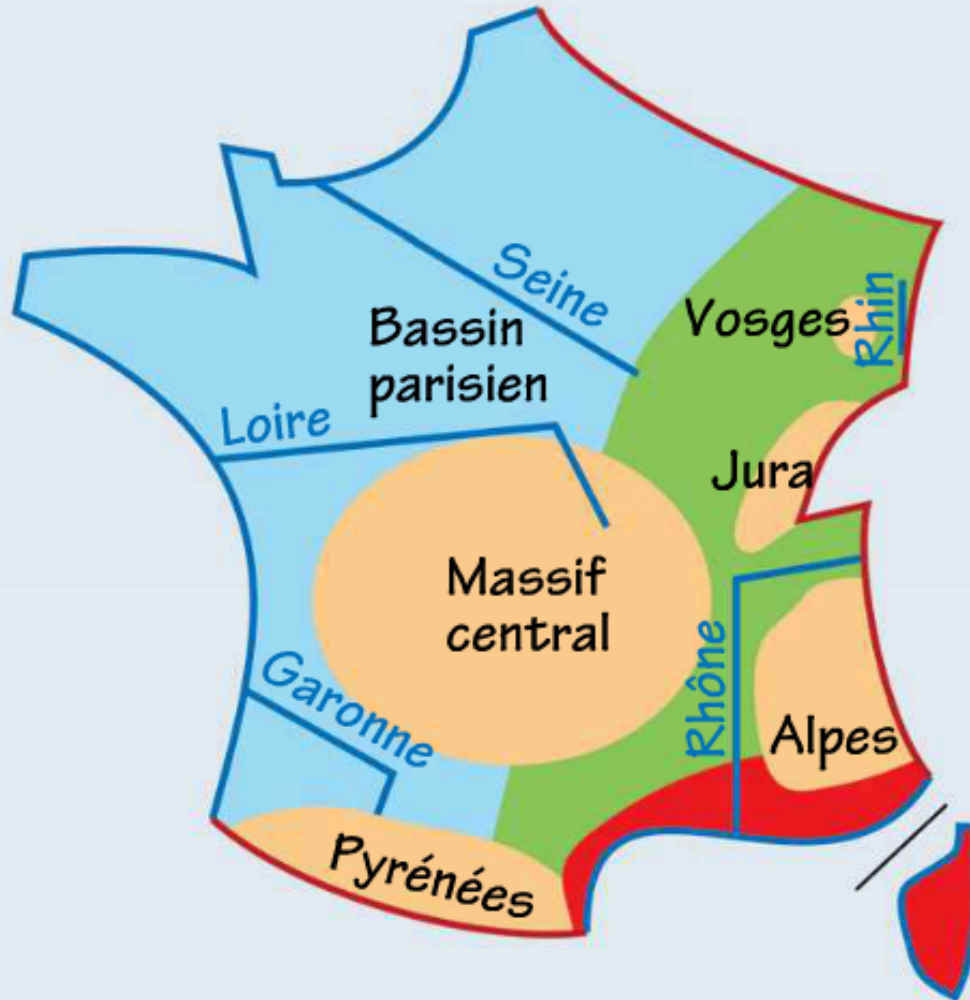 Seine
Vosges
Rhin
Bassin
parisien
Loire
Jura
Massif
central
Rhône
Garonne
Alpes
Pyrénées